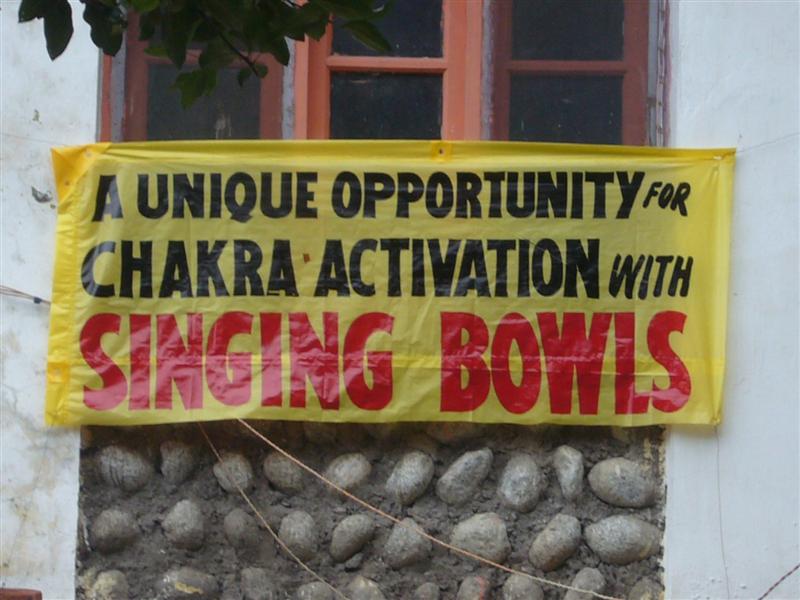 A UNIQUE OPPORTUNITY FOR
CHAKRA ACTIVATION WITH
SINGING BOWLS